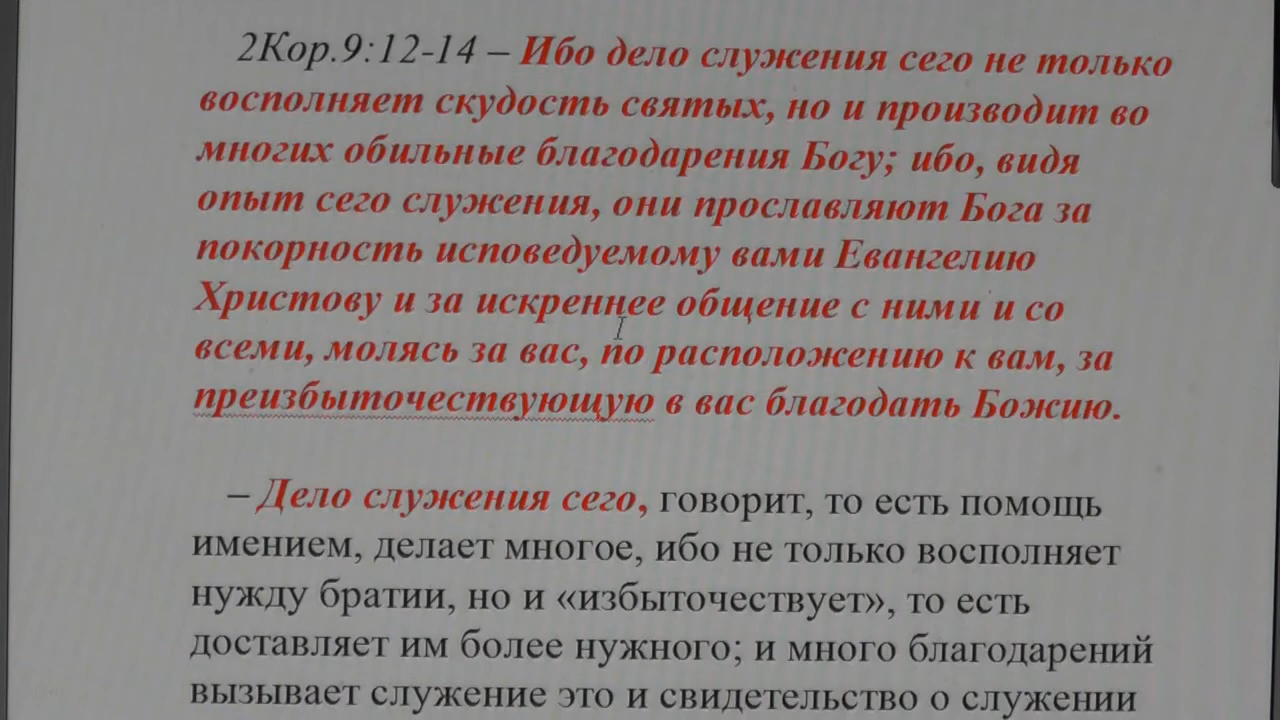 2Кор.9:12-14 – Ибо дело служения сего не только
восполняет скудость святых, но и производит во
многих обильные благодарения Богу; ибо, видя
опыт сего служения, они прославляют Бога за
покорность исповедуемому вами Евангелию
Христову и за искреннее общение с ними и со
всеми, молясь за вас, по расположению к вам, за
преизбыточествующую в вас благодать Божию.
– Дело служения сего, говорит, то есть помощь
имением, делает многое, ибо не только восполняет
нужду братии, но и «избыточествует», то есть
доставляет им более нужного; и много благодарений
вызывает служение это и свидетельство о служении